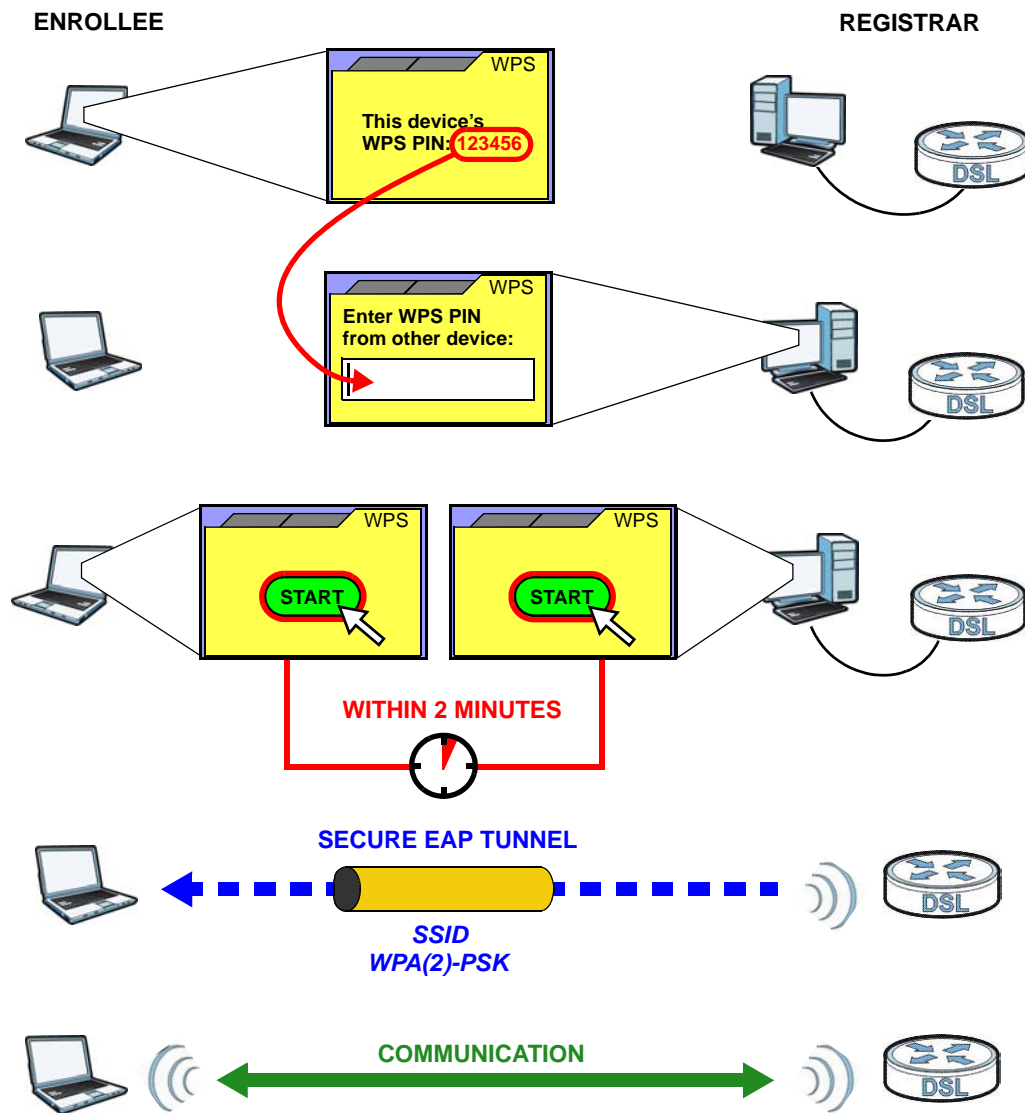 ENROLLEE
REGISTRAR
WPS
This device's
WPS PIN: 123456
DSL
WPS
Enter WPS PIN
from other device:
DSL
WPS
START
WPS
START
DSL
WITHIN 2 MINUTES
SECURE EAP TUNNEL
SSID
WPA(2)-PSK
DSL
COMMUNICATION
DSL